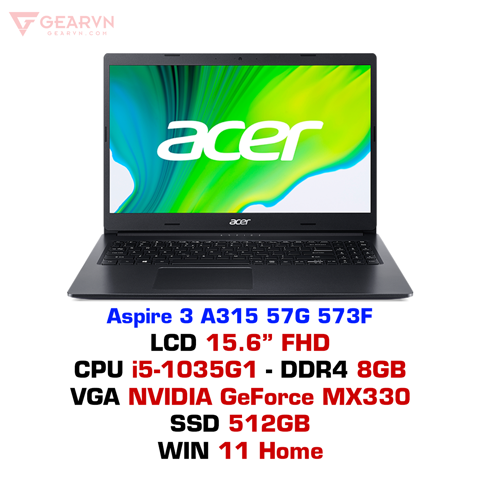 GEARVN
GEARVN.COM
acer
acer
Aspire 3 A315 57G 573F
LCD 15.6” FHD
CPU i5-1035G1 - DDR4 8GB
VGA NVIDIA GeForce MX330
SSD 512GB
WIN 11 Home